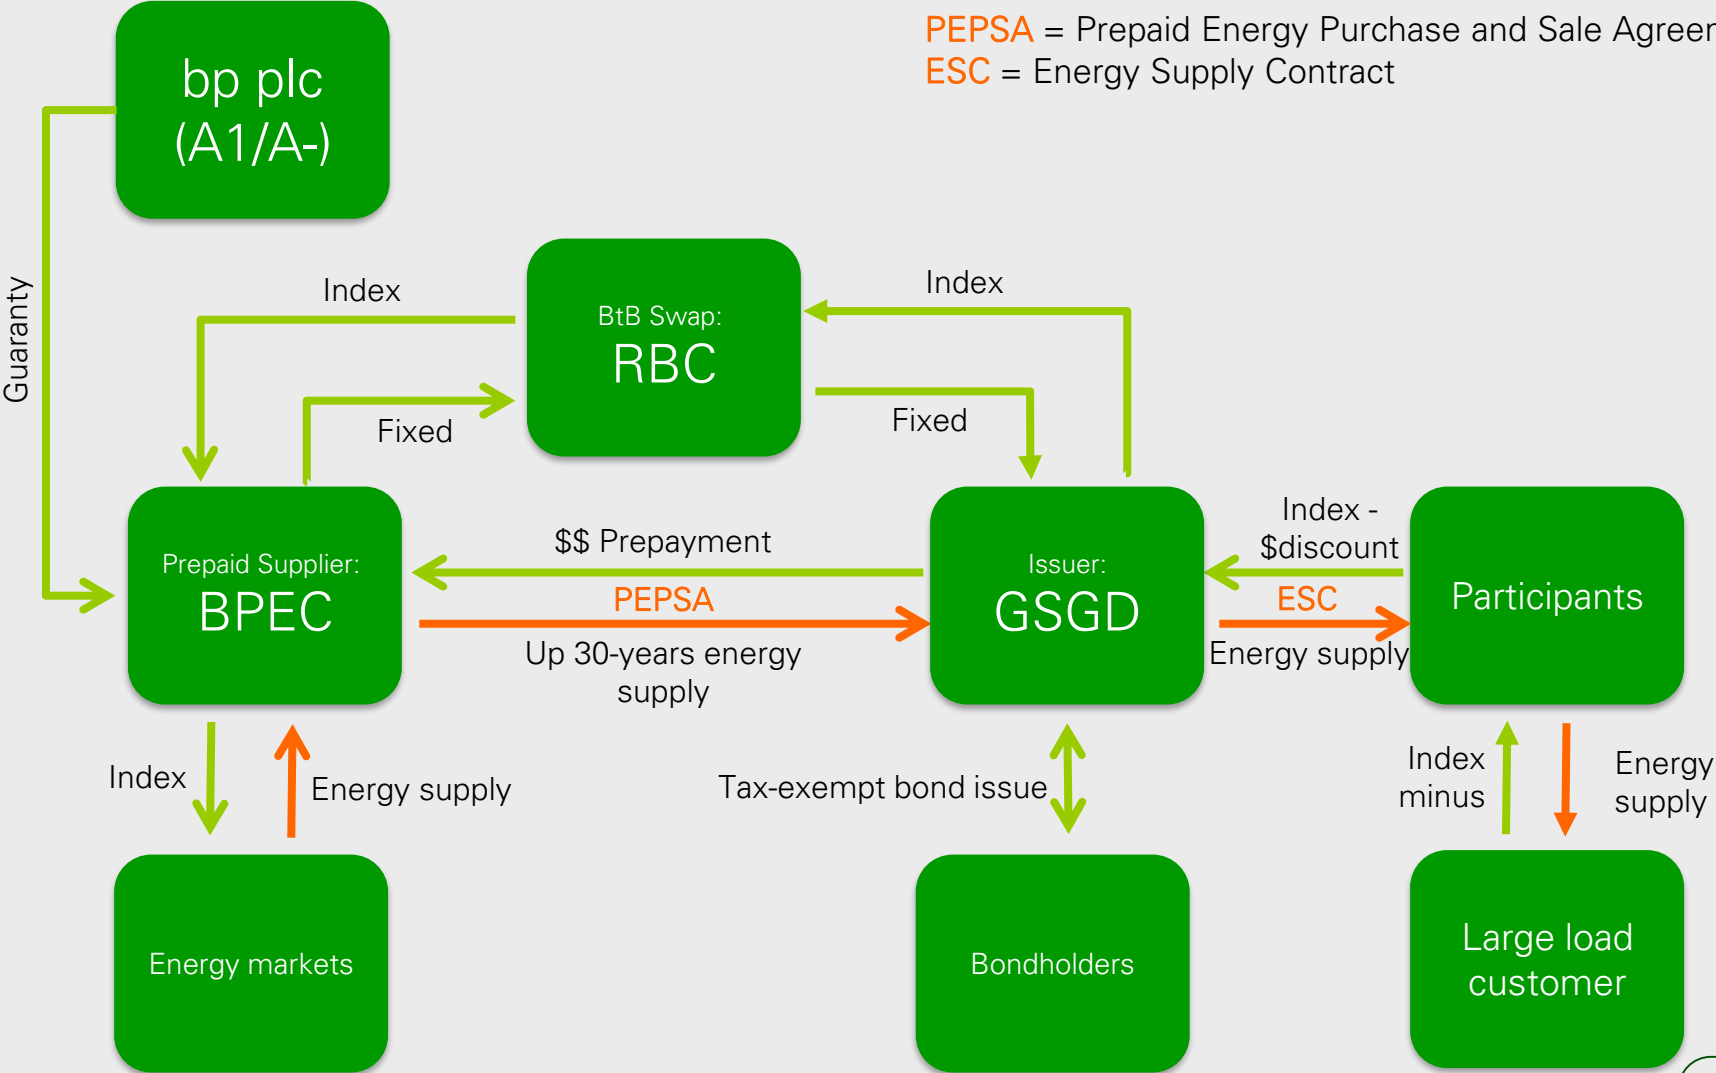 PEPSA = Prepaid Energy Purchase and Sale Agreer
ESC = Energy Supply Contract
bp plc
(A1/A-)
Guaranty
Index
BtB Swap:
RBC
Index
Fixed
Fixed
Prepaid Supplier:
BPEC
$$ Prepayment
PEPSA
Up 30-years energy
supply
Issuer:
GSGD
Index -
$discount
ESC
Energy supply
Participants
Index
Energy supply
Tax-exempt bond issue
Index
minus
Energy
supply
Energy markets
Bondholders
Large load
customer